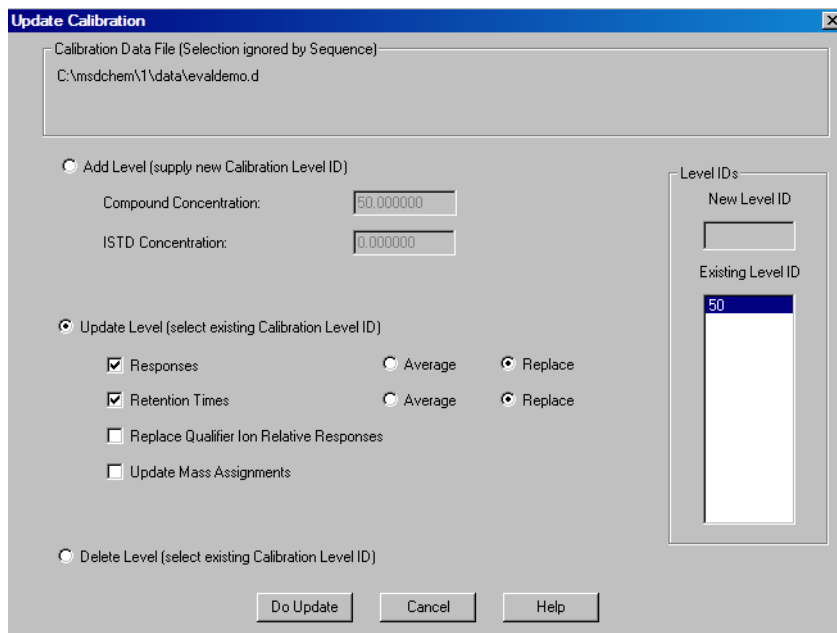 Update Calibration
Calibration Data File (Selection ignored by Sequence)
C:\msdchem\1\data\evaldemo.d
Add Level (supply new Calibration Level ID)
Compound Concentration: 50.000000
ISTD Concentration: 0.000000
Level IDs
New Level ID
Existing Level ID
50
Update Level (select existing Calibration Level ID)
Responses Average Replace
Retention Times Average Replace
Replace Qualifier Ion Relative Responses
Update Mass Assignments
Delete Level (select existing Calibration Level ID)
Do Update Cancel Help